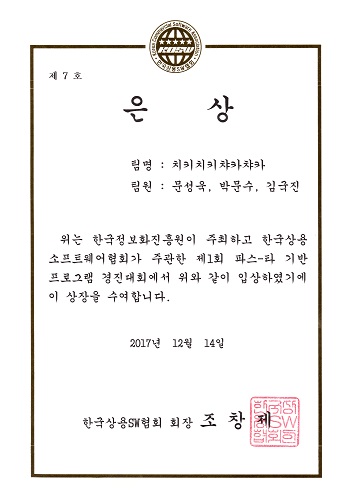 제 7 호
은 상
팀명 : 치키치키챠카챠카
팀원 : 문성욱, 박문수, 김국진
위는 한국정보화진흥원이 주최하고 한국상용
소프트웨어협회가 주관한 제1회 파스-타 기반
프로그램 경진대회에서 위와 같이 입상하였기에
이 상장을 수여합니다.
2017년 12월 14일
한국상용SW협회 회장 조 창 제